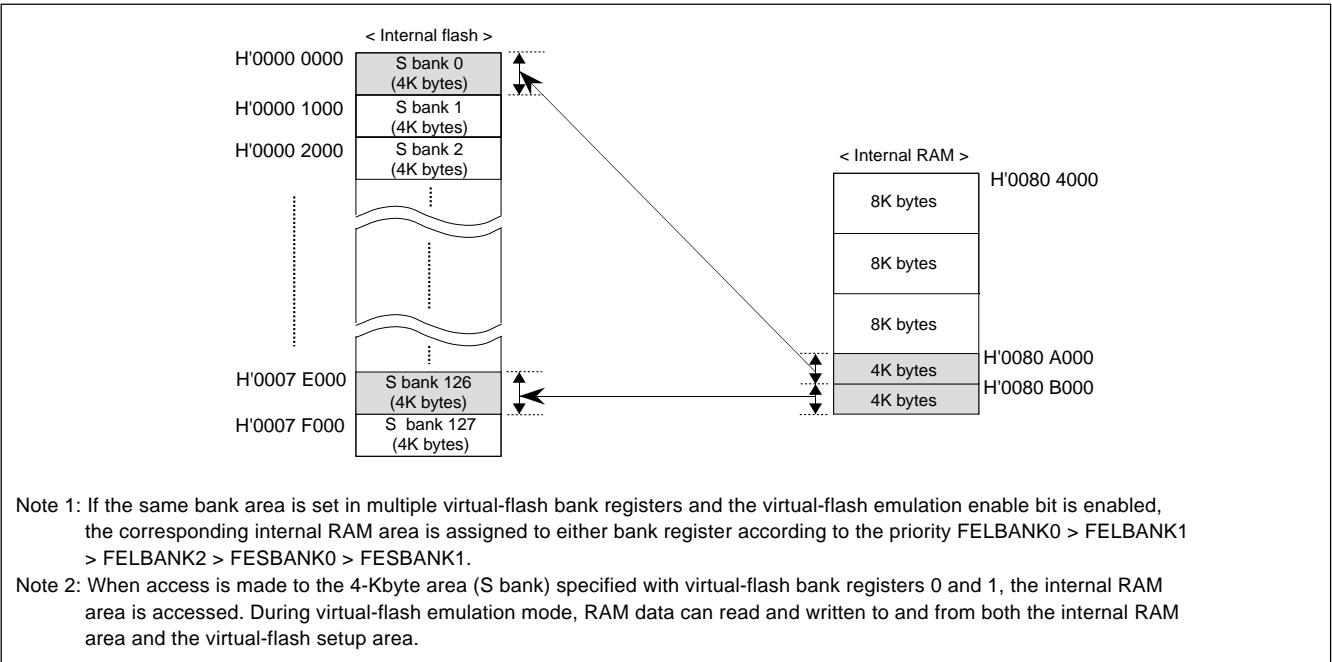 < Internal flash >
H'0000 0000
S bank 0
(4K bytes)
H'0000 1000
S bank 1
(4K bytes)
H'0000 2000
S bank 2
(4K bytes)
H'0007 E000
S bank 126
(4K bytes)
H'0007 F000
S bank 127
(4K bytes)
< Internal RAM >
H'0080 4000
8K bytes
8K bytes
8K bytes
H'0080 A000
4K bytes
H'0080 B000
4K bytes
Note 1: If the same bank area is set in multiple virtual-flash bank registers and the virtual-flash emulation enable bit is enabled,
the corresponding internal RAM area is assigned to either bank register according to the priority FELBANK0 > FELBANK1
> FELBANK2 > FESBANK0 > FESBANK1.
Note 2: When access is made to the 4-Kbyte area (S bank) specified with virtual-flash bank registers 0 and 1, the internal RAM
area is accessed. During virtual-flash emulation mode, RAM data can read and written to and from both the internal RAM
area and the virtual-flash setup area.